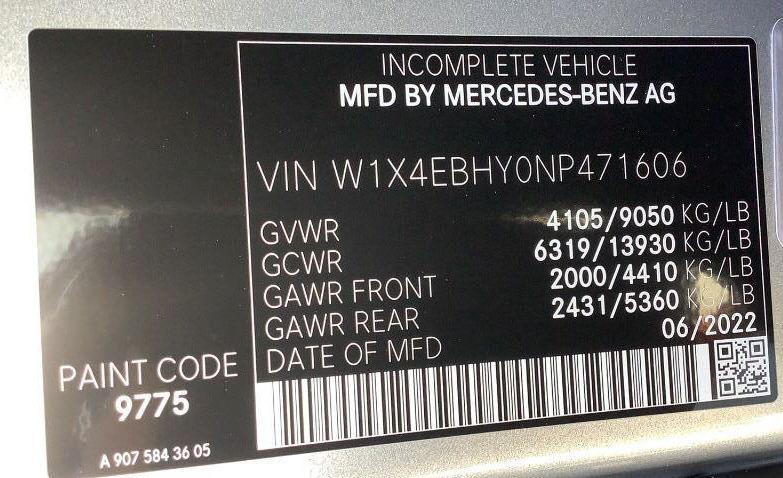 INCOMPLETE VEHICLE
MFD BY MERCEDES-BENZ AG
VIN W1X4EBHY0NP471606
GVWR 4105/9050 KG/LB
GCWR 6319/13930 KG/LB
GAWR FRONT 2000/4410 KG/LB
GAWR REAR 2431/5360 KG/LB
DATE OF MFD 06/2022
PAINT CODE
9775
A 907 584 36 05